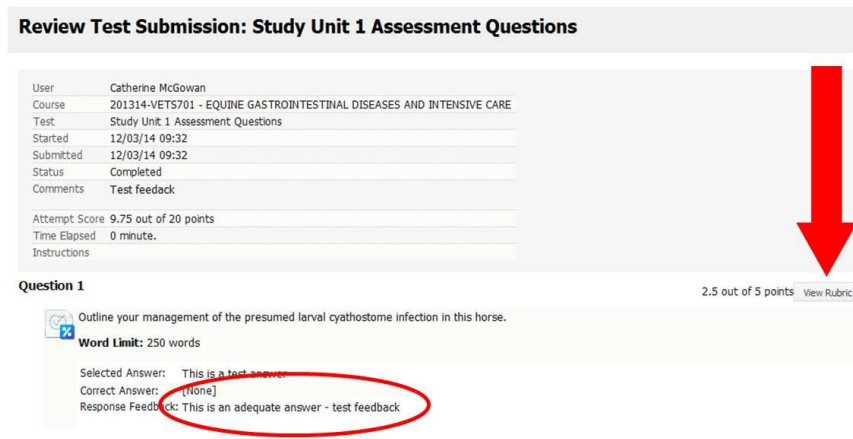 Review Test Submission: Study Unit 1 Assessment Questions
User Catherine McGowan
Course 201314-VETS701 - EQUINE GASTROINTESTINAL DISEASES AND INTENSIVE CARE
Test Study Unit 1 Assessment Questions
Started 12/03/14 09:32
Submitted 12/03/14 09:32
Status Completed
Comments Test feedack
Attempt Score 9.75 out of 20 points
Time Elapsed 0 minute.
Instructions
Question 1
2.5 out of 5 points View Rubric
Outline your management of the presumed larval cyathostome infection in this horse.
Word Limit: 250 words
Selected Answer: This is a test answer
Correct Answer: [None]
Response Feedback: This is an adequate answer - test feedback